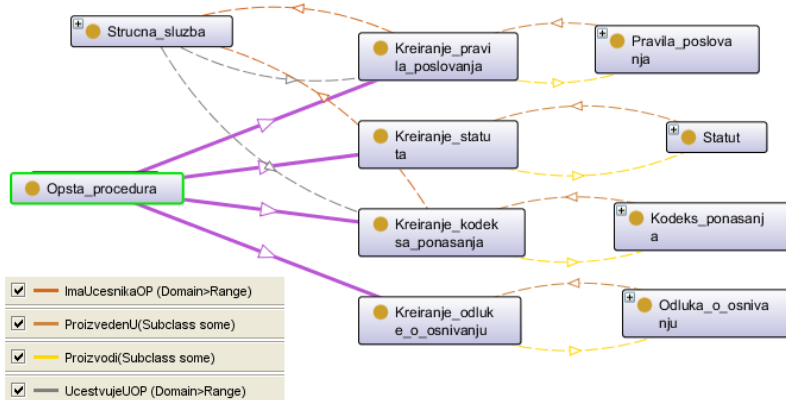 Strucna_sluzba
Kreiranje_pravi
la_poslovanja
Pravila_poslova
nja
Kreiranje_statu
ta
Statut
Opsta_procedura
Kreiranje_kodek
sa_ponasanja
Kodeks_ponasanj
a
Kreiranje_odluk
e_o_osnivanju
Odluka_o_osniva
nju
ImaUcesnikaOP (Domain>Range)
ProizvedenU(Subclass some)
Proizvodi(Subclass some)
UcestvujeUOP (Domain>Range)